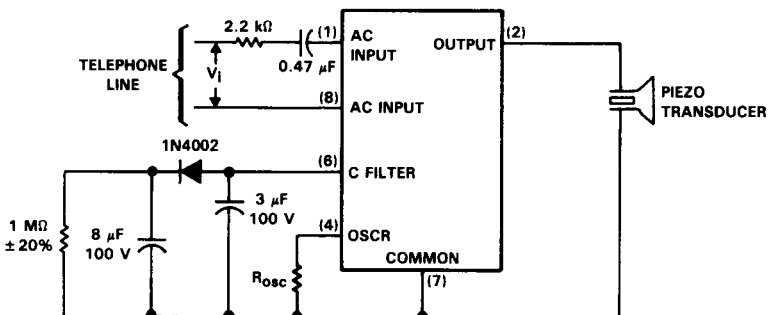 2.2 kΩ
(1)
AC
INPUT
OUTPUT
(2)
TELEPHONE
LINE
Vi
0.47 μF
(8)
AC INPUT
PIEZO
TRANSDUCER
1N4002
(6)
C FILTER
1 MΩ
±20%
8 μF
100 V
3 μF
100 V
(4)
OSCR
ROSC
COMMON
(7)